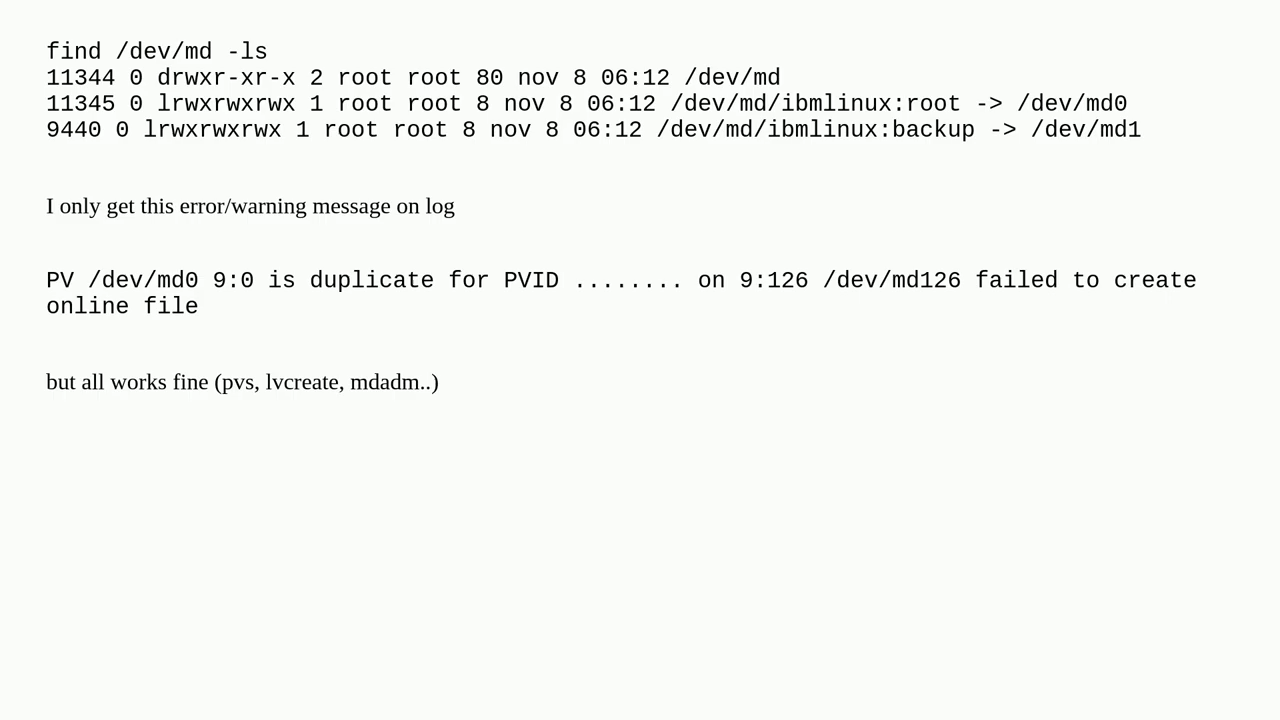 find /dev/md -ls
11344 0 drwxr-xr-x 2 root root 80 nov 8 06:12 /dev/md
11345 0 lrwxrwxrwx 1 root root 8 nov 8 06:12 /dev/md/ibmlinux:root -> /dev/md0
9440 0 lrwxrwxrwx 1 root root 8 nov 8 06:12 /dev/md/ibmlinux:backup -> /dev/md1
I only get this error/warning message on log
PV /dev/md0 9:0 is duplicate for PVID ........ on 9:126 /dev/md126 failed to create
online file
but all works fine (pvs, lvcreate, mdadm..)